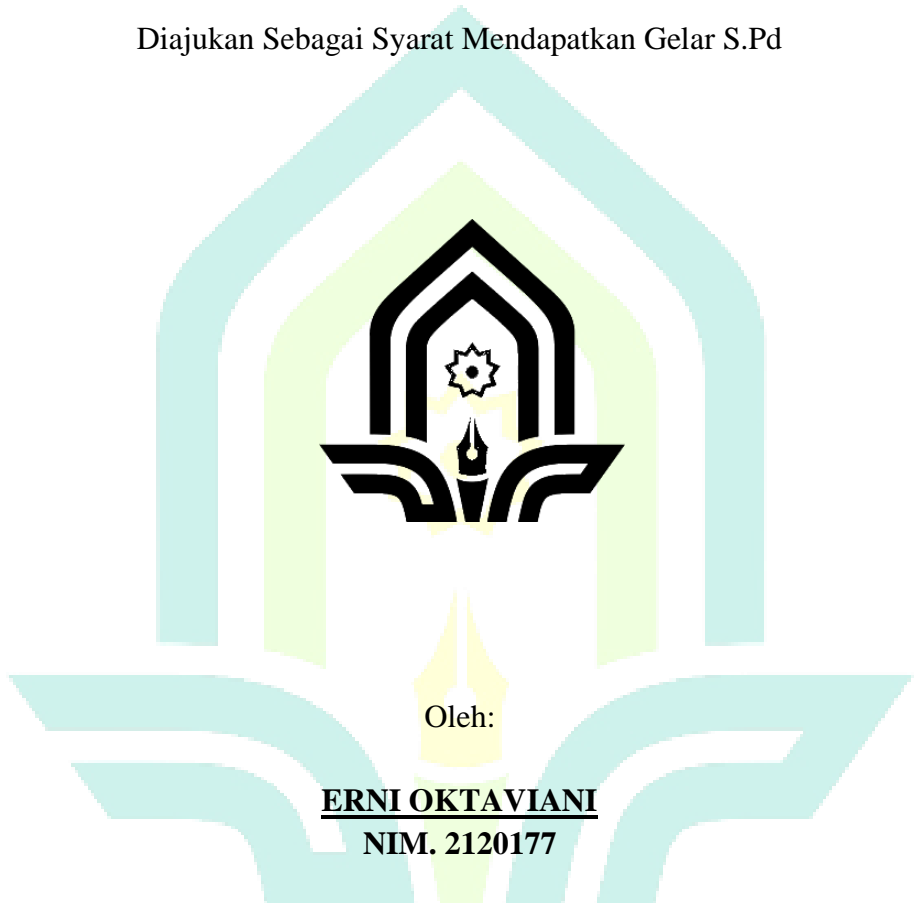 Diajukan Sebagai Syarat Mendapatkan Gelar S.Pd
Oleh:
ERNI OKTAVIANI
NIM. 2120177